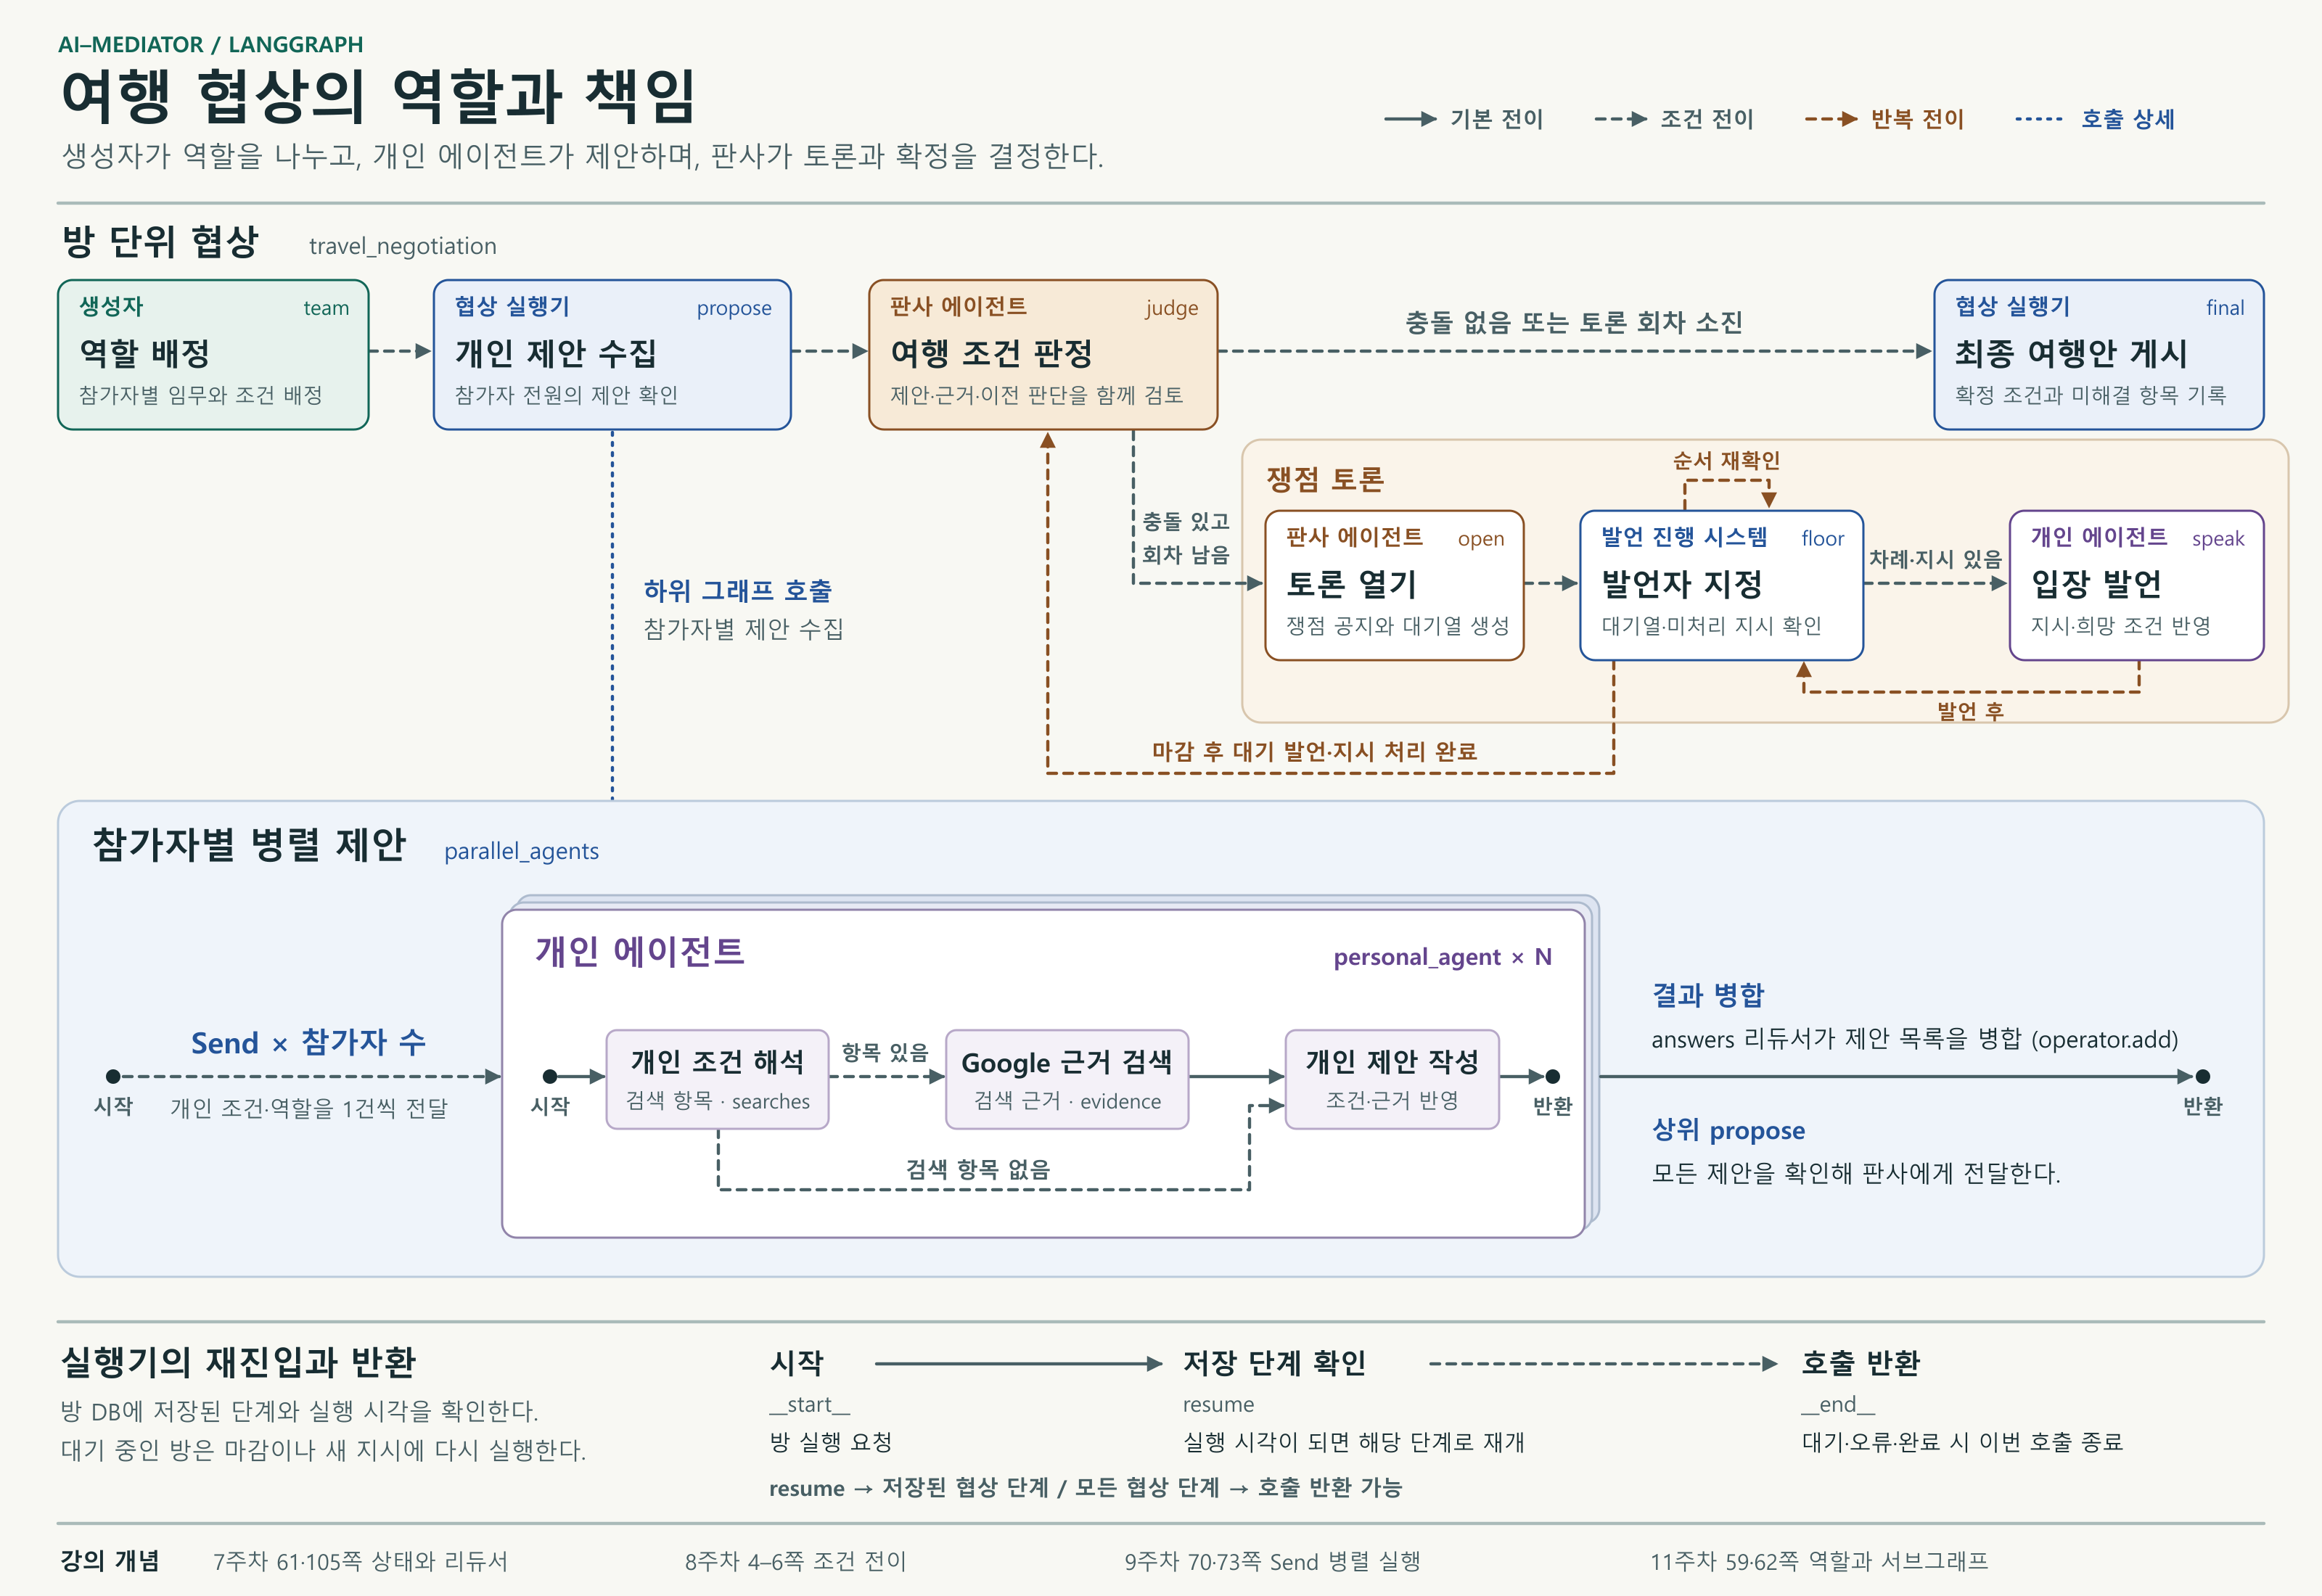 AI–MEDIATOR / LANGGRAPH
여행 협상의 역할과 책임
생성자가 역할을 나누고, 개인 에이전트가 제안하며, 판사가 토론과 확정을 결정한다.
기본 전이
조건 전이
반복 전이
호출 상세
방 단위 협상 travel_negotiation
생성자 team
역할 배정
참가자별 임무와 조건 배정
협상 실행기 propose
개인 제안 수집
참가자 전원의 제안 확인
판사 에이전트 judge
여행 조건 판정
제안·근거·이전 판단을 함께 검토
충돌 없음 또는 토론 회차 소진
협상 실행기 final
최종 여행안 게시
확정 조건과 미해결 항목 기록
충돌 있고
회차 남음
쟁점 토론
순서 재확인
판사 에이전트 open
토론 열기
쟁점 공지와 대기열 생성
발언 진행 시스템 floor
발언자 지정
대기열·미처리 지시 확인
차례·지시 있음
개인 에이전트 speak
입장 발언
지시·희망 조건 반영
발언 후
마감 후 대기 발언·지시 처리 완료
하위 그래프 호출
참가자별 제안 수집
참가자별 병렬 제안 parallel_agents
Send × 참가자 수
시작
개인 조건·역할을 1건씩 전달
개인 에이전트
personal_agent × N
시작
개인 조건 해석
검색 항목 · searches
항목 있음
Google 근거 검색
검색 근거 · evidence
개인 제안 작성
조건·근거 반영
반환
검색 항목 없음
결과 병합
answers 리듀서가 제안 목록을 병합 (operator.add)
반환
상위 propose
모든 제안을 확인해 판사에게 전달한다.
실행기의 재진입과 반환
방 DB에 저장된 단계와 실행 시각을 확인한다.
대기 중인 방은 마감이나 새 지시에 다시 실행한다.
시작
__start__
방 실행 요청
저장 단계 확인
resume
실행 시각이 되면 해당 단계로 재개
호출 반환
__end__
대기·오류·완료 시 이번 호출 종료
resume → 저장된 협상 단계 / 모든 협상 단계 → 호출 반환 가능
강의 개념
7주차 61·105쪽 상태와 리듀서
8주차 4–6쪽 조건 전이
9주차 70·73쪽 Send 병렬 실행
11주차 59·62쪽 역할과 서브그래프